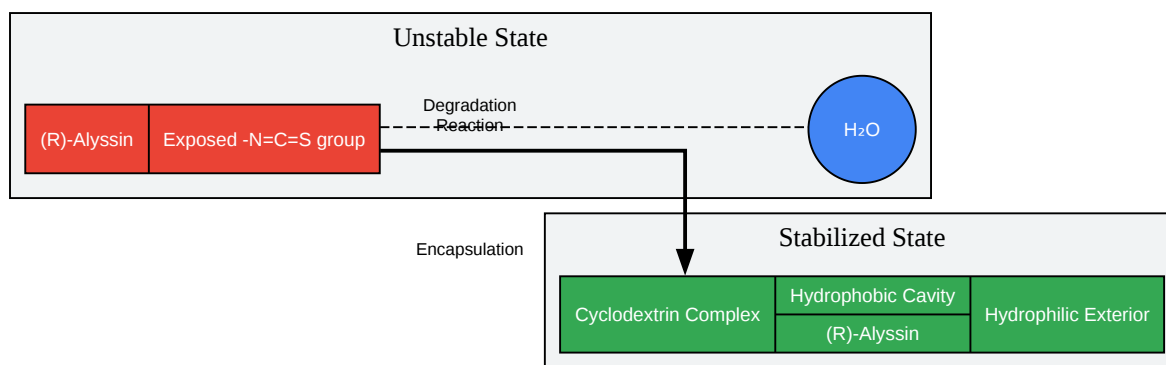 Unstable State
Degradation
Reaction
(R)-Alyssin
Exposed -N=C=S group
H₂O
Encapsulation
Stabilized State
Cyclodextrin Complex
Hydrophobic Cavity
(R)-Alyssin
Hydrophilic Exterior